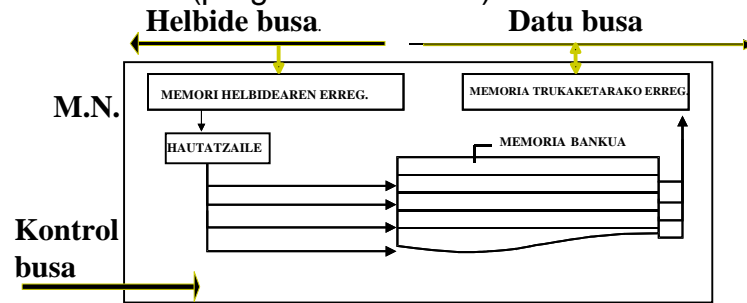 Helbide busa.
Datu busa
M.N.
MEMORI HELBIDEAREN ERREG.
MEMORIA TRUKAKETARAKO ERREG.
HAUTATZAILE
MEMORIA BANKUA
Kontrol
busa